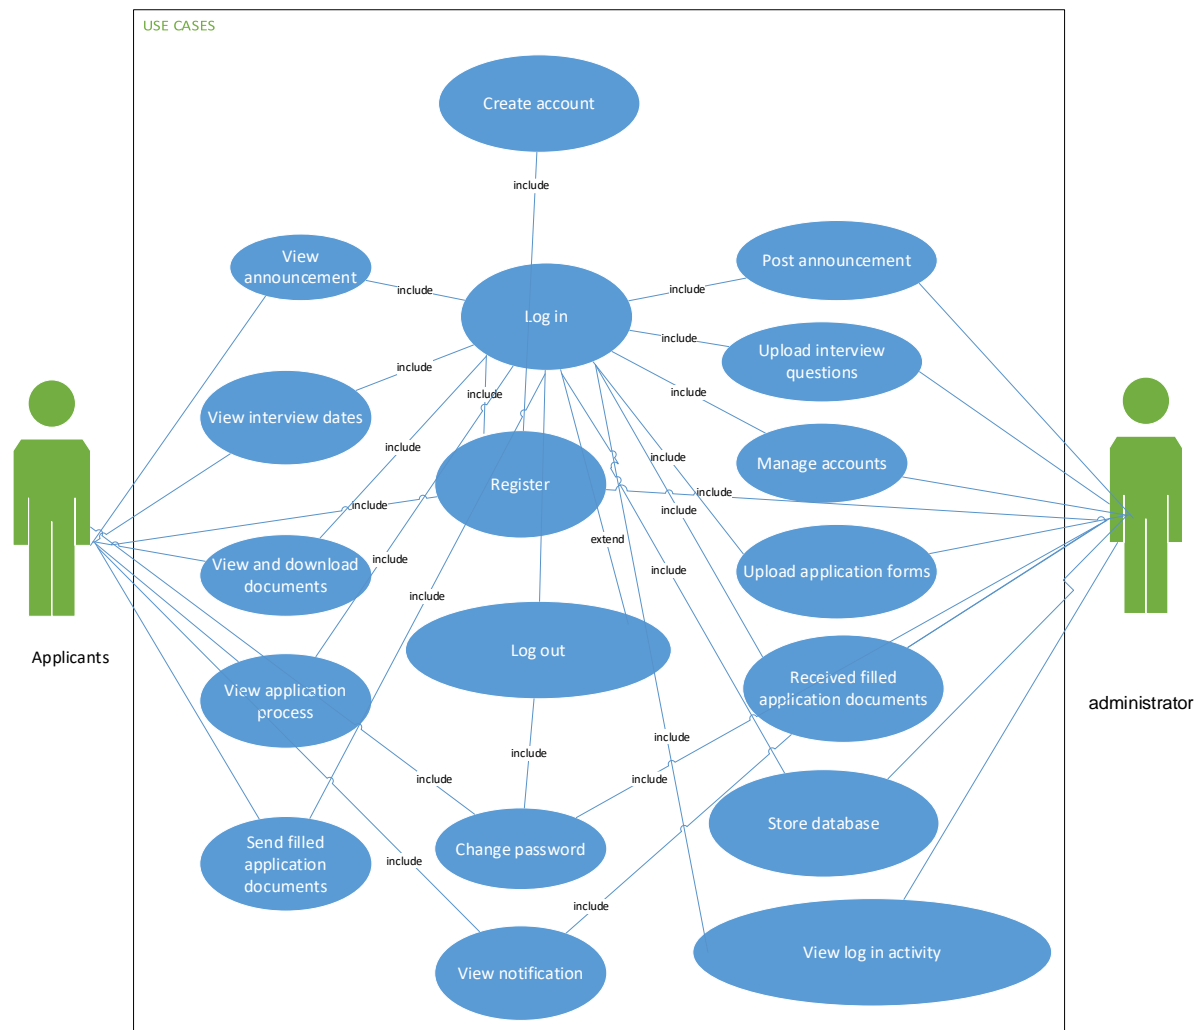 USE CASES
Create account
include
View
announcement
include
Log in
include
Post announcement
include
Upload interview
questions
View interview dates
include
include
include
Manage accounts
include
Register
include
include
include
View and download
documents
extend
include
Upload application forms
include
include
Applicants
Log out
View application
process
Received filled
application documents
administrator
include
include
include
include
Store database
Send filled
application
documents
include
Change password
include
View notification
View log in activity